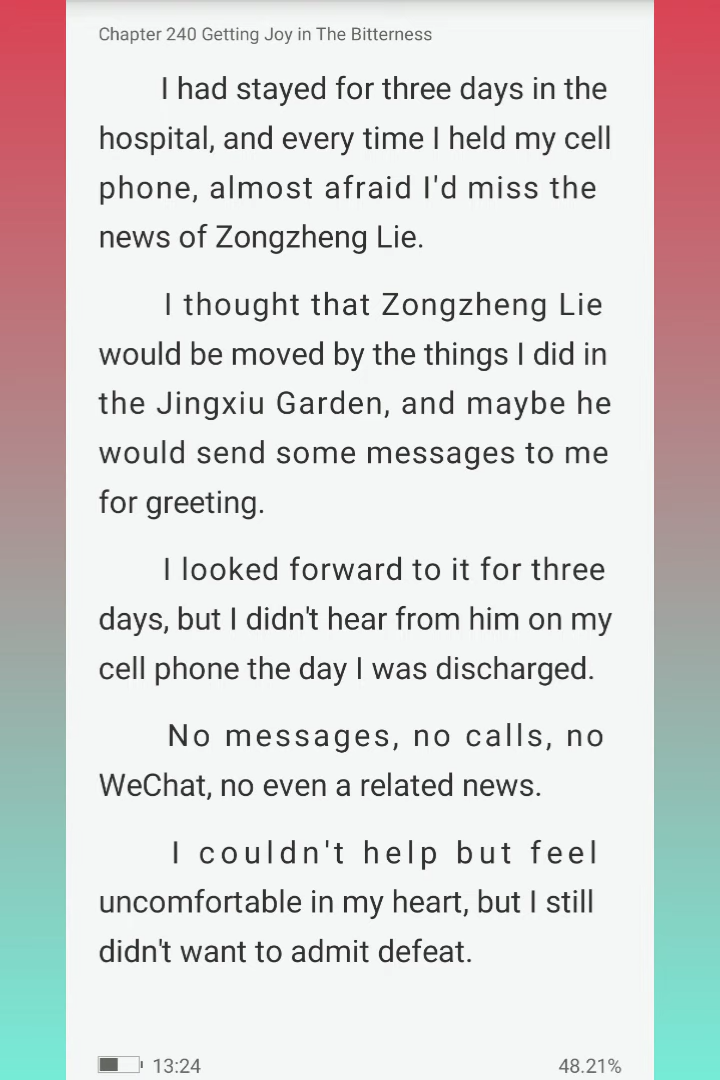 Chapter 240 Getting Joy in The Bitterness
I had stayed for three days in the
hospital, and every time I held my cell
phone, almost afraid I'd miss the
news of Zongzheng Lie.
I thought that Zongzheng Lie
would be moved by the things I did in
the Jingxiu Garden, and maybe he
would send some messages to me
for greeting.
I looked forward to it for three
days, but I didn't hear from him on my
cell phone the day I was discharged.
No messages, no calls, no
WeChat, no even a related news.
I couldn't help but feel
uncomfortable in my heart, but I still
didn't want to admit defeat.
13:24 48.21%